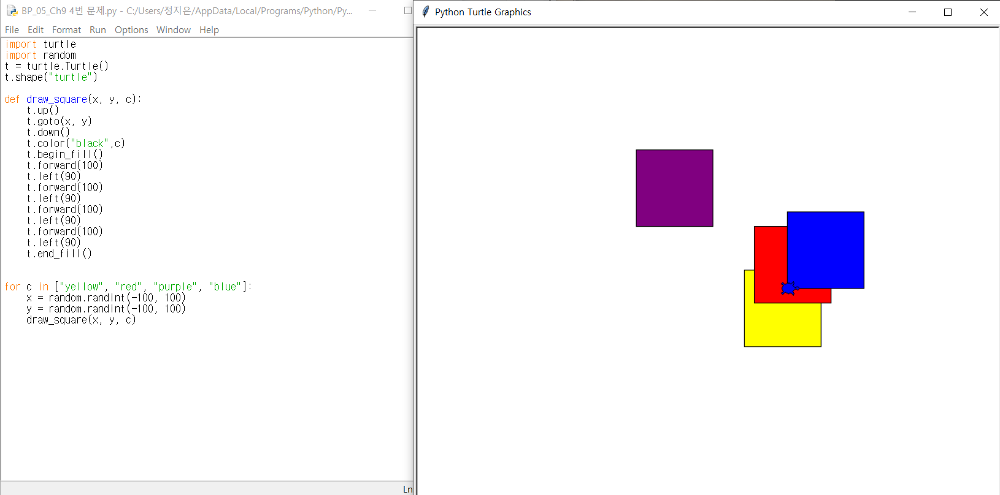 BP_05_Ch9 4번 문제.py - C:/Users/정지은/AppData/Local/Programs/Python/Py...
File Edit Format Run Options Window Help
import turtle
import random
t = turtle.Turtle()
t.shape("turtle")
def draw_square(x, y, c):
    t.up()
    t.goto(x, y)
    t.down()
    t.color("black",c)
    t.begin_fill()
    t.forward(100)
    t.left(90)
    t.forward(100)
    t.left(90)
    t.forward(100)
    t.left(90)
    t.forward(100)
    t.left(90)
    t.end_fill()
for c in ["yellow", "red", "purple", "blue"]:
    x = random.randint(-100, 100)
    y = random.randint(-100, 100)
    draw_square(x, y, c)
Ln
Python Turtle Graphics